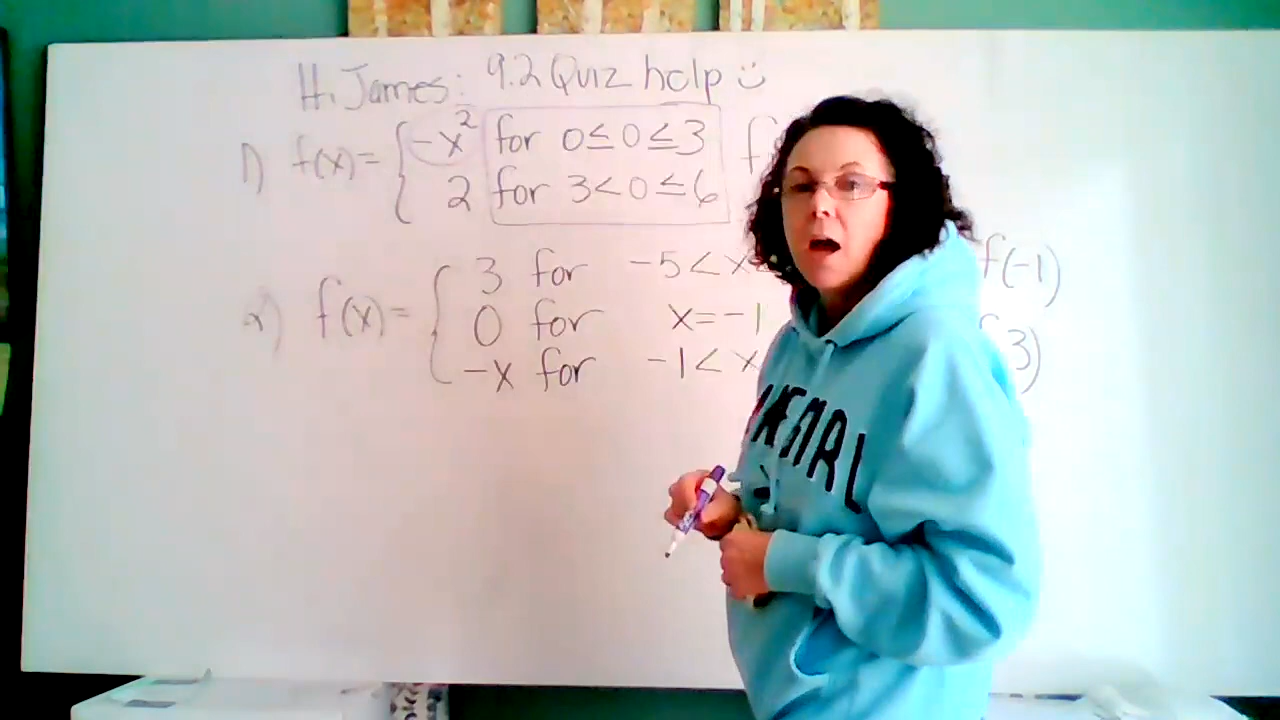 H. James: 9.2 Quiz help
1) f(x)= { -x² for 0≤0≤3
2 for 3<0≤6
3 for -5<x f(-1)
2) f(x)= { 0 for x=-1
-x for -1<x 3)